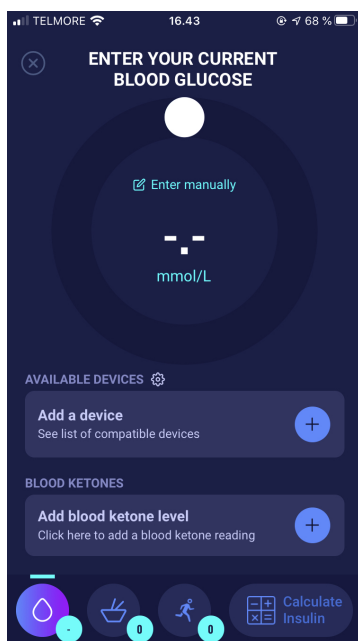 TELMORE 16.43 68 %
ENTER YOUR CURRENT
BLOOD GLUCOSE
Enter manually
-.-
mmol/L
AVAILABLE DEVICES
Add a device
See list of compatible devices
BLOOD KETONES
Add blood ketone level
Click here to add a blood ketone reading
- 0 0
Calculate
Insulin